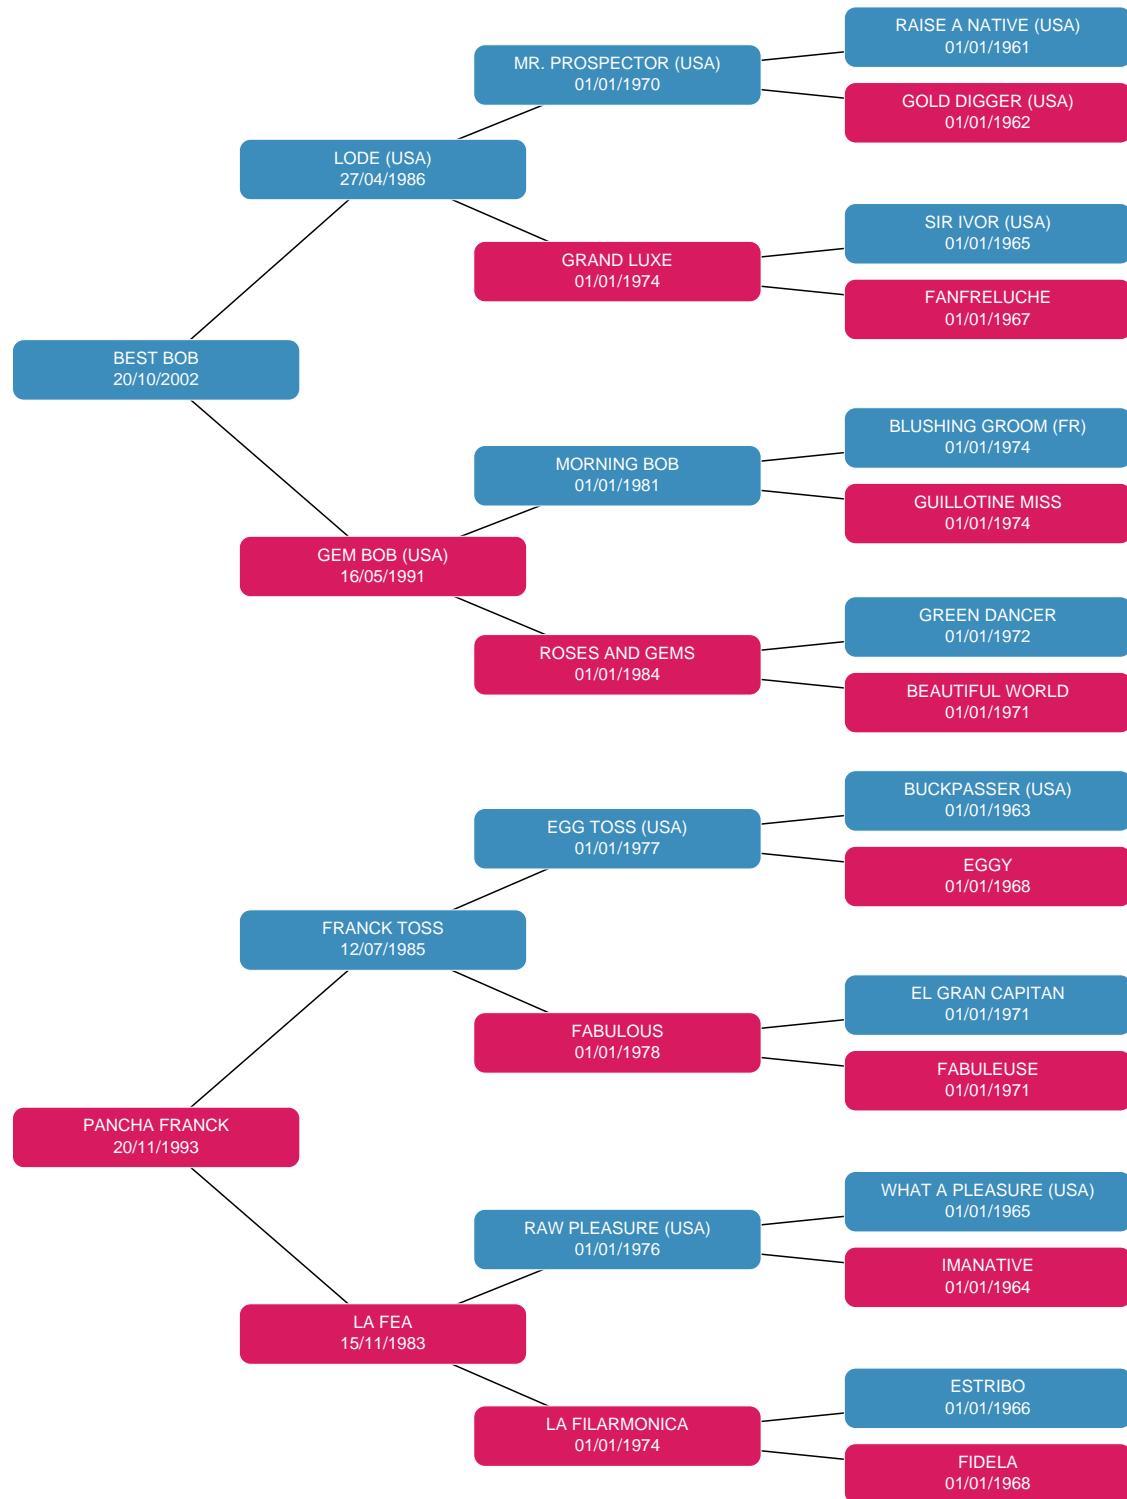 RAISE A NATIVE (USA)
01/01/1961
MR. PROSPECTOR (USA)
01/01/1970
GOLD DIGGER (USA)
01/01/1962
LODE (USA)
27/04/1986
SIR IVOR (USA)
01/01/1965
GRAND LUXE
01/01/1974
FANFRELUCHE
01/01/1967
BEST BOB
20/10/2002
BLUSHING GROOM (FR)
01/01/1974
MORNING BOB
01/01/1981
GUILLOTINE MISS
01/01/1974
GEM BOB (USA)
16/05/1991
GREEN DANCER
01/01/1972
ROSES AND GEMS
01/01/1984
BEAUTIFUL WORLD
01/01/1971
BUCKPASSER (USA)
01/01/1963
EGG TOSS (USA)
01/01/1977
EGGY
01/01/1968
FRANCK TOSS
12/07/1985
EL GRAN CAPITAN
01/01/1971
FABULOUS
01/01/1978
FABULEUSE
01/01/1971
PANCHA FRANCK
20/11/1993
WHAT A PLEASURE (USA)
01/01/1965
RAW PLEASURE (USA)
01/01/1976
IMANATIVE
01/01/1964
LA FEA
15/11/1983
ESTRIBO
01/01/1966
LA FILARMONICA
01/01/1974
FIDELA
01/01/1968